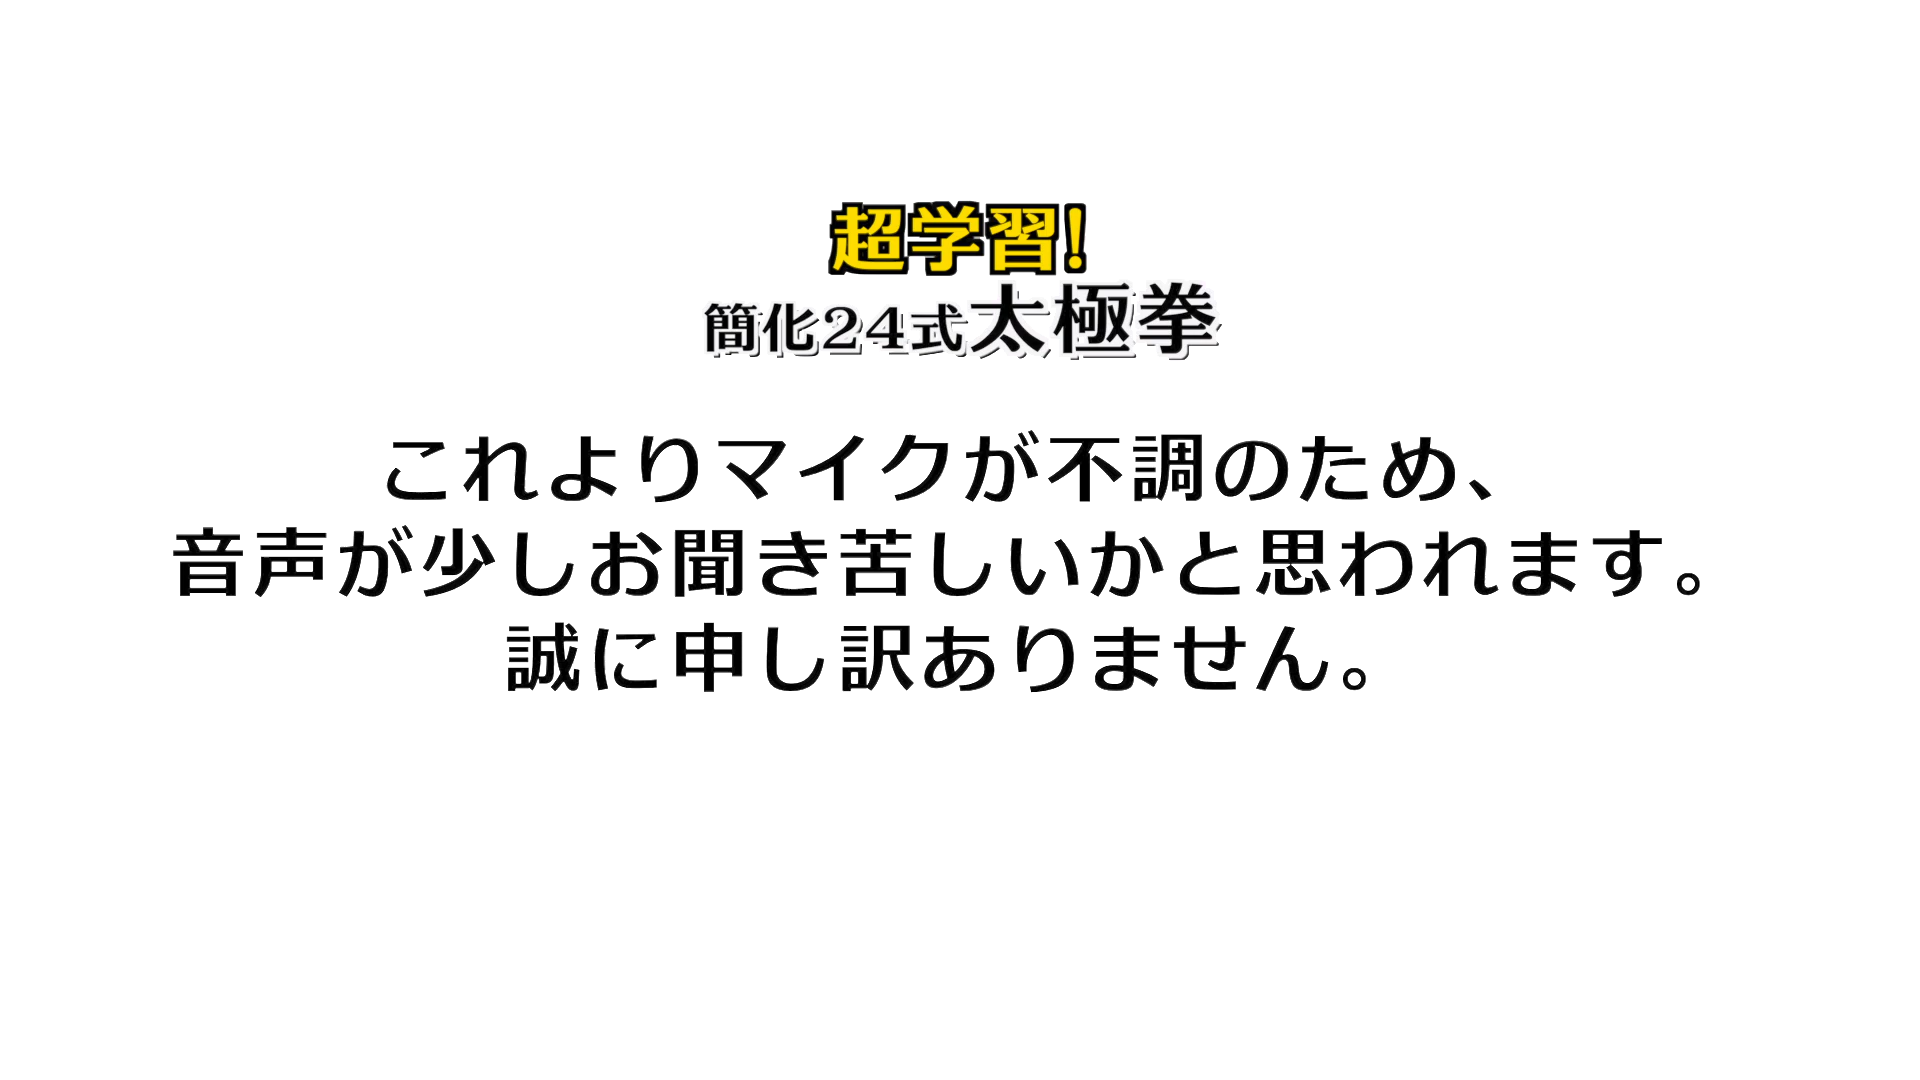 超学習!
簡化24式太極拳
これよりマイクが不調のため、
音声が少しお聞き苦しいかと思われます。
誠に申し訳ありません。